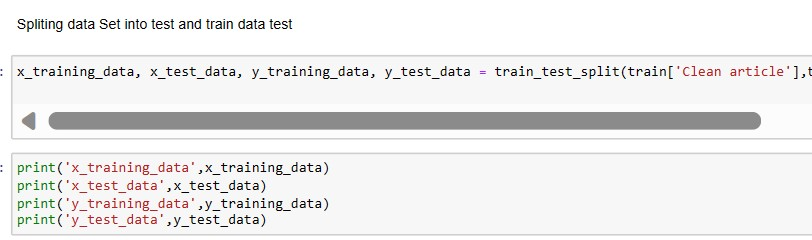 Spliting data Set into test and train data test
x_training_data, x_test_data, y_training_data, y_test_data = train_test_split(train['Clean article'],t
print('x_training_data',x_training_data)
print('x_test_data',x_test_data)
print('y_training_data',y_training_data)
print('y_test_data',y_test_data)